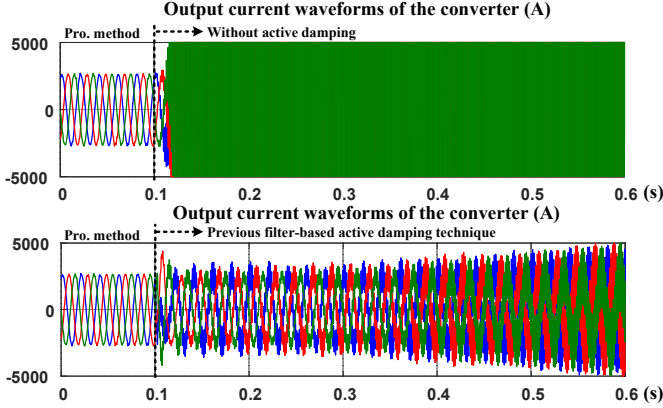 Output current waveforms of the converter (A)
Pro. method
Without active damping
5000
0
-5000
0 0.1 0.2 0.3 0.4 0.5 0.6 (s)
Output current waveforms of the converter (A)
Pro. method
Previous filter-based active damping technique
5000
0
-5000
0 0.1 0.2 0.3 0.4 0.5 0.6 (s)